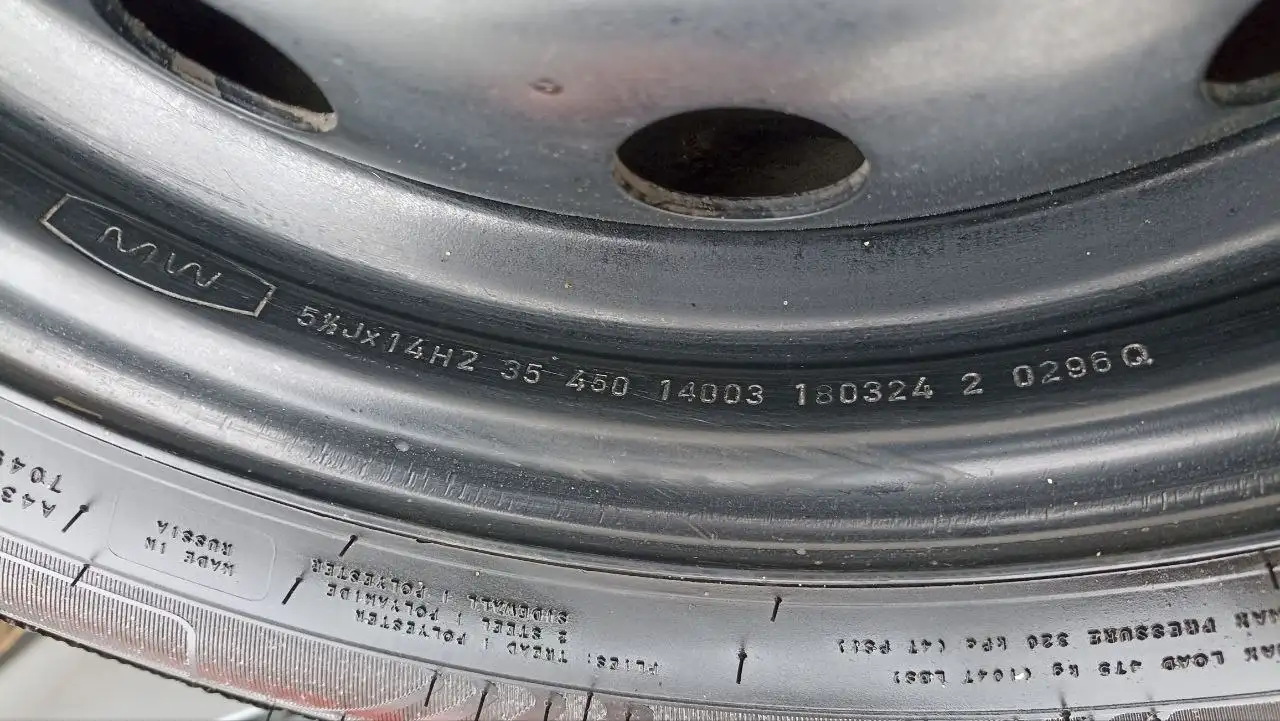 MW
5½Jx14H2 35 450 14003 180324 2 0296Q
MADE IN
RUSSIA
PLIES: TREAD 1 POLYESTER
2 STEEL 1 POLYAMIDE
SIDEWALL 1 POLYESTER
MAX LOAD 475 kg (1047 LBS)
MAX PRESSURE 320 kPa (47 PSI)